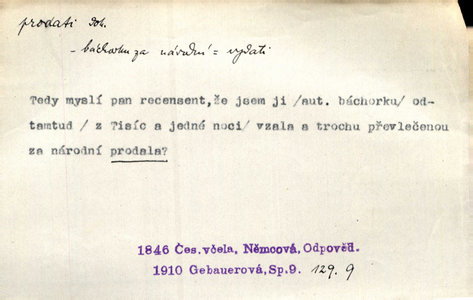 prodati dok.
- báchorku za národní = vydati
Tedy myslí pan recensent, že jsem ji /aut. báchorku/ od-
tamtud / z Tisíc a jedné noci/ vzala a trochu převlečenou
za národní prodala?
1846 Čes.včela, Němcová, Odpověď.
1910 Gebauerová, Sp.9. 129.9